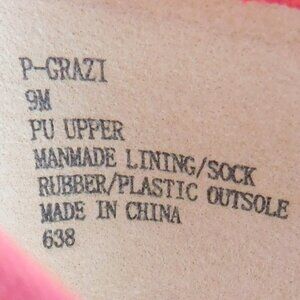 P-GRAZI
9M
PU UPPER
MANMADE LINING/SOCK
RUBBER/PLASTIC OUTSOLE
MADE IN CHINA
638